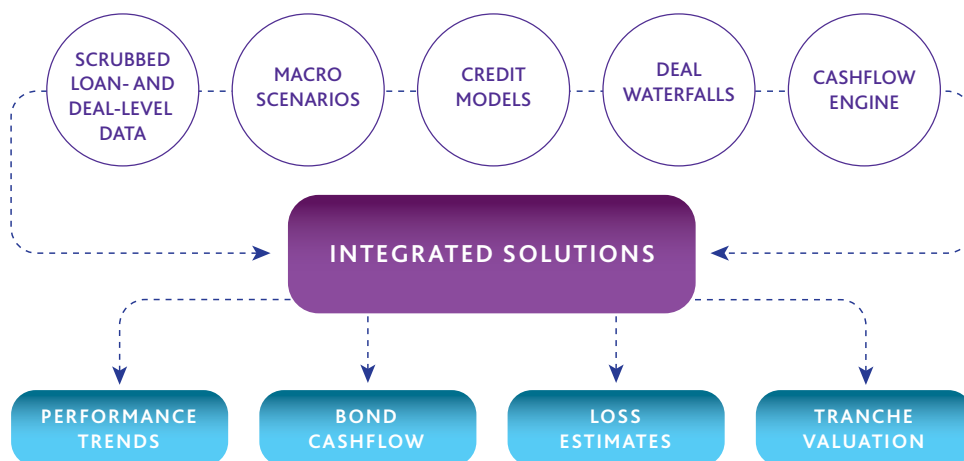 SCRUBBED
LOAN- AND
DEAL-LEVEL
DATA
MACRO
SCENARIOS
CREDIT
MODELS
DEAL
WATERFALLS
CASHFLOW
ENGINE
INTEGRATED SOLUTIONS
PERFORMANCE
TRENDS
BOND
CASHFLOW
LOSS
ESTIMATES
TRANCHE
VALUATION